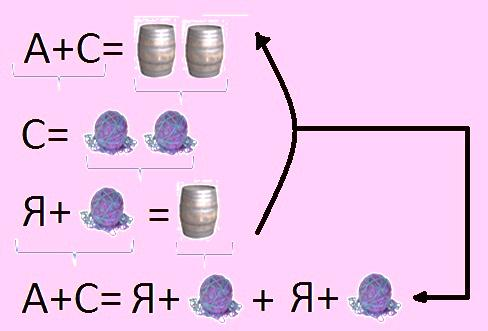 А+С=
С=
Я+ =
А+С= Я+ + Я+